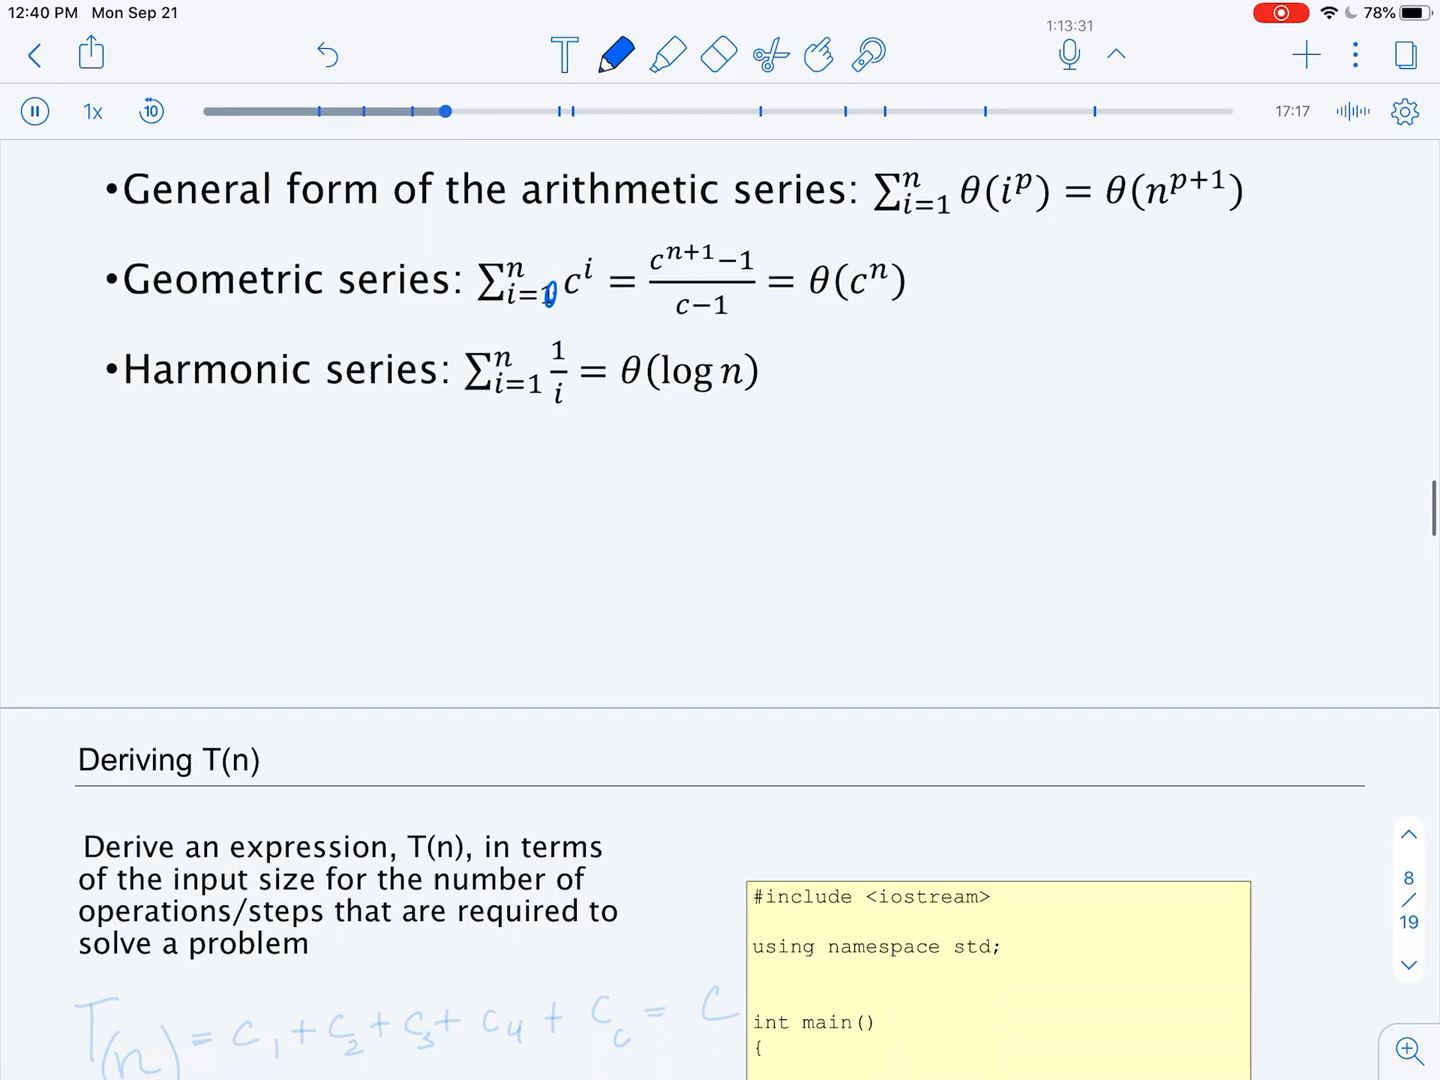 12:40 PM Mon Sep 21
78%
1:13:31
T
1x
10
17:17
•General form of the arithmetic series: ∑ⁿᵢ₌₁ θ(iᵖ) = θ(nᵖ⁺¹)
•Geometric series: ∑ⁿᵢ₌₀ cⁱ = (cⁿ⁺¹−1)/(c−1) = θ(cⁿ)
•Harmonic series: ∑ⁿᵢ₌₁ 1/i = θ(log n)
Deriving T(n)
Derive an expression, T(n), in terms
of the input size for the number of
operations/steps that are required to
solve a problem
T(n) = c₁ + c₂ + c₃ + c₄ + c_c = C
#include <iostream>
using namespace std;
int main()
{
8
/
19